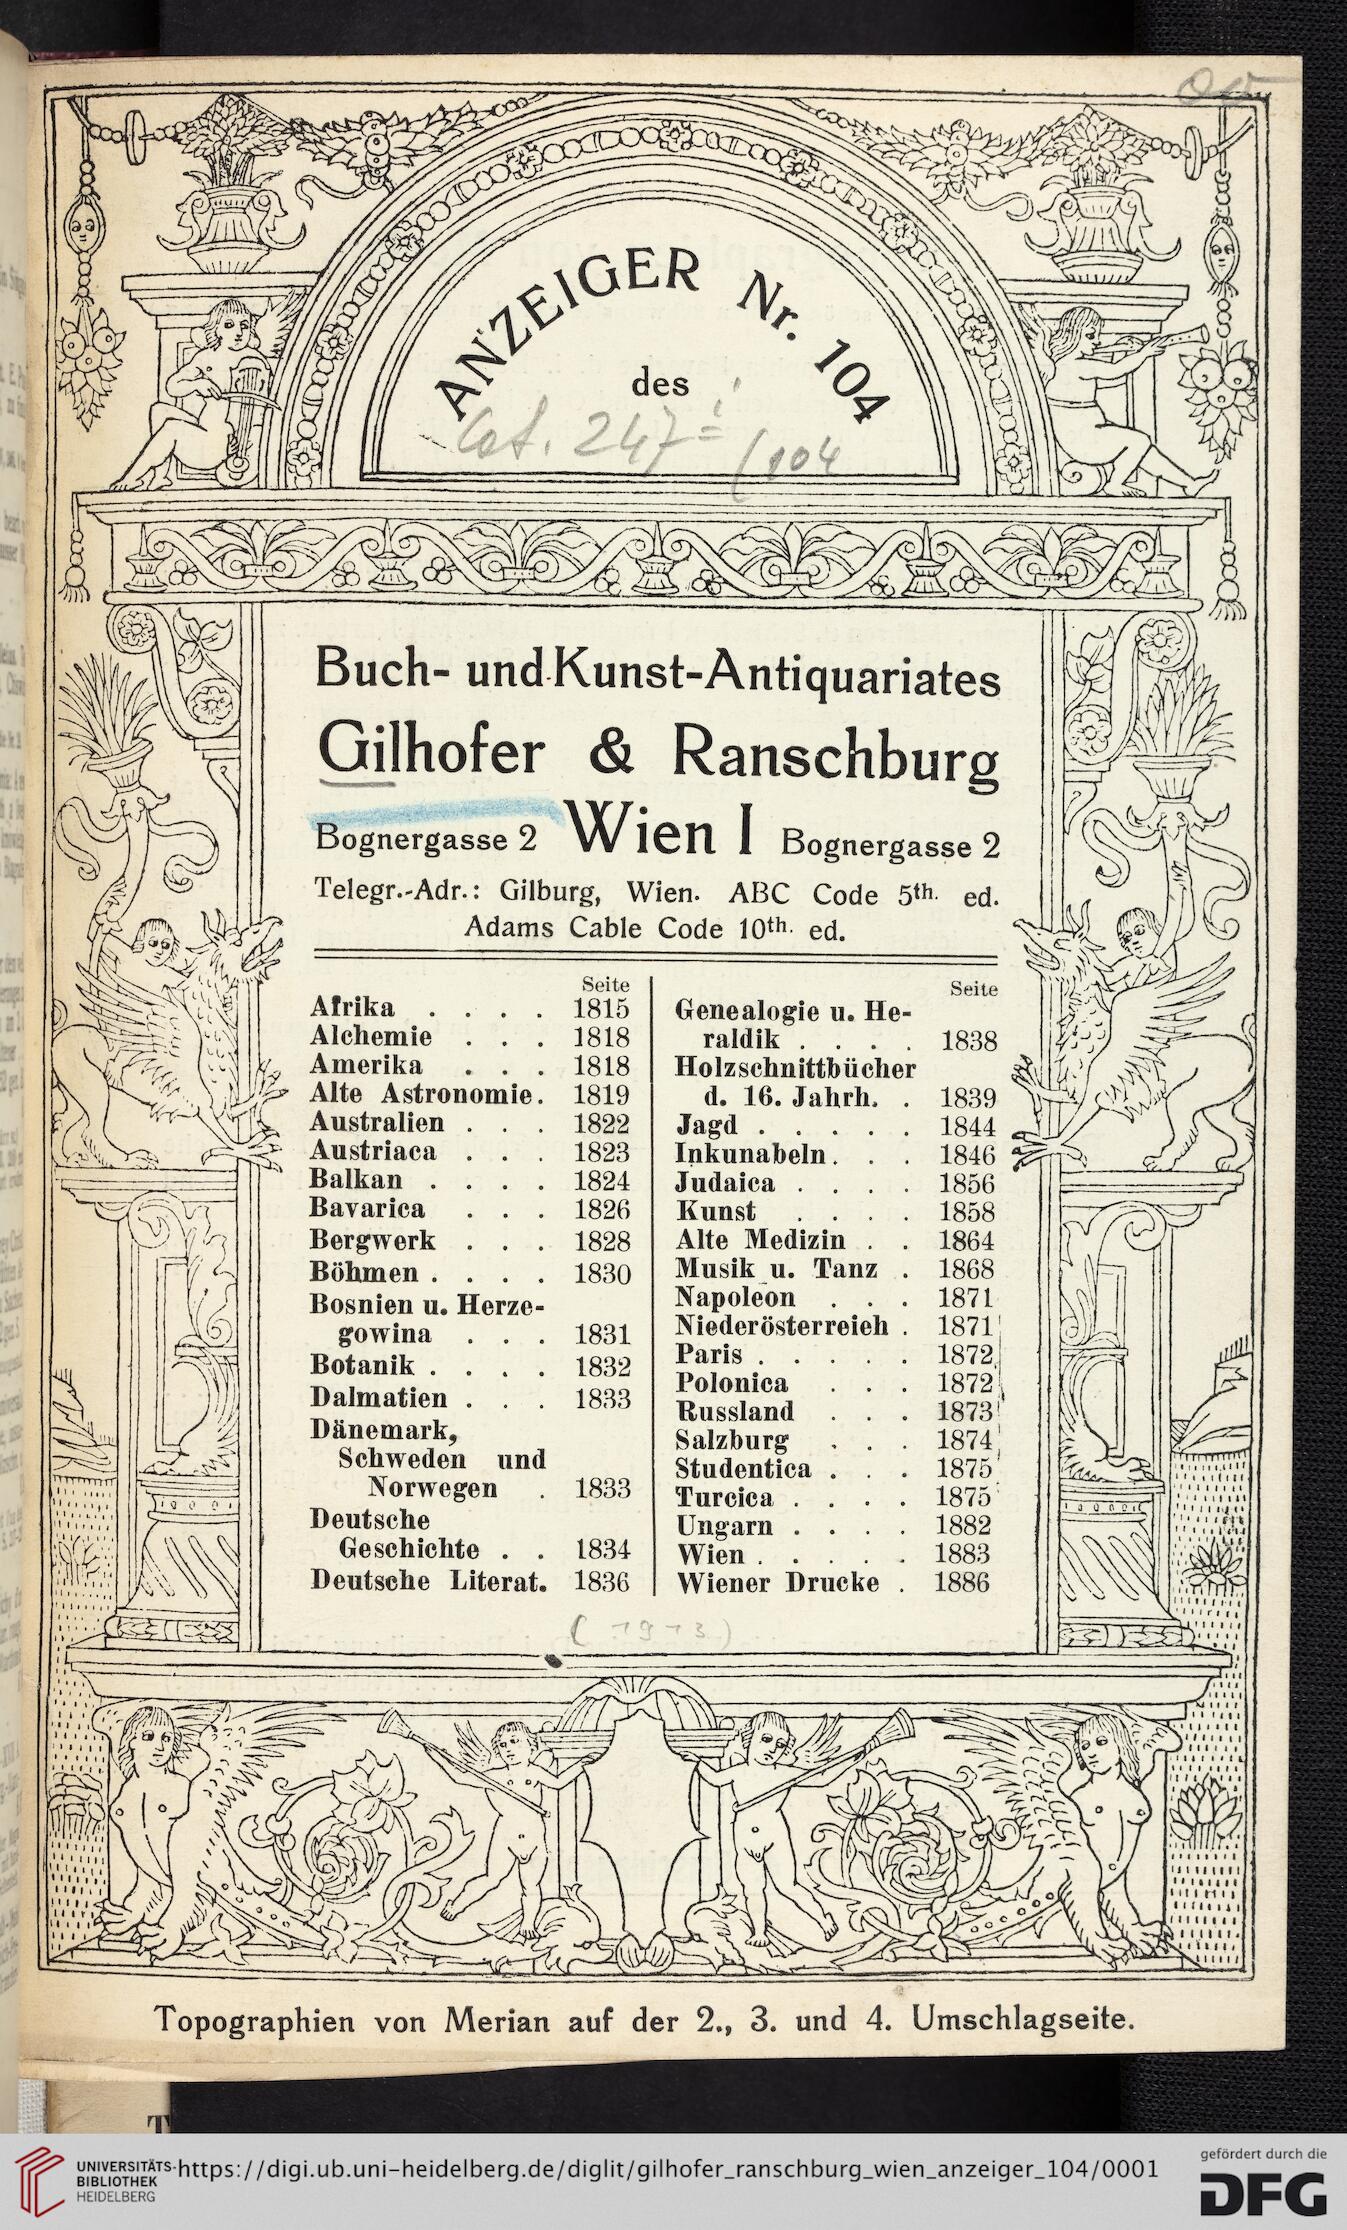 ANZEIGER Nr. 104
des
Cat. 247
(104
Buch- und Kunst-Antiquariates
Gilhofer & Ranschburg
Bognergasse 2 Wien I Bognergasse 2
Telegr.-Adr.: Gilburg, Wien. ABC Code 5th. ed.
Adams Cable Code 10th. ed.
Seite
Afrika . . . . 1815
Alchemie . . . 1818
Amerika . . . 1818
Alte Astronomie. 1819
Australien . . . 1822
Austriaca . . . 1823
Balkan . . . . 1824
Bavarica . . . 1826
Bergwerk . . . 1828
Böhmen . . . . 1830
Bosnien u. Herze-
gowina . . . 1831
Botanik . . . . 1832
Dalmatien . . . 1833
Dänemark,
Schweden und
Norwegen . 1833
Deutsche
Geschichte . . 1834
Deutsche Literat. 1836
Seite
Genealogie u. He-
raldik . . . . 1838
Holzschnittbücher
d. 16. Jahrh. . 1839
Jagd . . . . . 1844
Inkunabeln . . . 1846
Judaica . . . . 1856
Kunst . . . . 1858
Alte Medizin . . 1864
Musik u. Tanz . 1868
Napoleon . . . 1871
Niederösterreich . 1871
Paris . . . . . 1872
Polonica . . . 1872
Russland . . . 1873
Salzburg . . . 1874
Studentica . . . 1875
Turcica . . . . 1875
Ungarn . . . . 1882
Wien . . . . . 1883
Wiener Drucke . 1886
(1913)
Topographien von Merian auf der 2., 3. und 4. Umschlagseite.
UNIVERSITÄTS-
BIBLIOTHEK
HEIDELBERG
https://digi.ub.uni-heidelberg.de/diglit/gilhofer_ranschburg_wien_anzeiger_104/0001
gefördert durch die
DFG